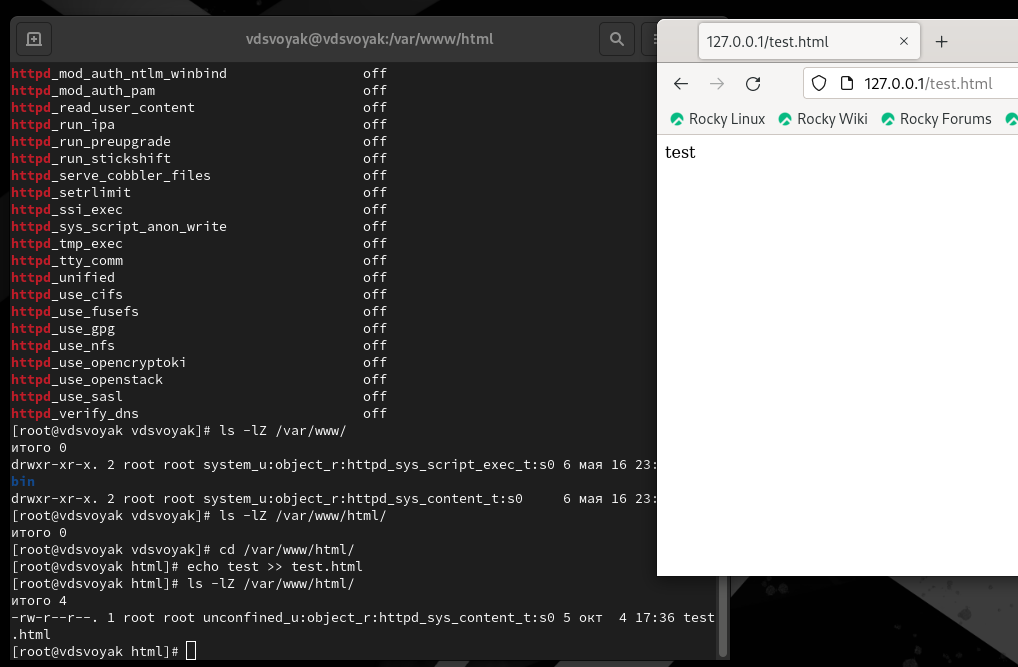 vdsvoyak@vdsvoyak:/var/www/html
httpd_mod_auth_ntlm_winbind off
httpd_mod_auth_pam off
httpd_read_user_content off
httpd_run_ipa off
httpd_run_preupgrade off
httpd_run_stickshift off
httpd_serve_cobbler_files off
httpd_setrlimit off
httpd_ssi_exec off
httpd_sys_script_anon_write off
httpd_tmp_exec off
httpd_tty_comm off
httpd_unified off
httpd_use_cifs off
httpd_use_fusefs off
httpd_use_gpg off
httpd_use_nfs off
httpd_use_opencryptoki off
httpd_use_openstack off
httpd_use_sasl off
httpd_verify_dns off
[root@vdsvoyak vdsvoyak]# ls -lZ /var/www/
итого 0
drwxr-xr-x. 2 root root system_u:object_r:httpd_sys_script_exec_t:s0 6 мая 16 23:
bin
drwxr-xr-x. 2 root root system_u:object_r:httpd_sys_content_t:s0 6 мая 16 23:
[root@vdsvoyak vdsvoyak]# ls -lZ /var/www/html/
итого 0
[root@vdsvoyak vdsvoyak]# cd /var/www/html/
[root@vdsvoyak html]# echo test >> test.html
[root@vdsvoyak html]# ls -lZ /var/www/html/
итого 4
-rw-r--r--. 1 root root unconfined_u:object_r:httpd_sys_content_t:s0 5 окт 4 17:36 test
.html
[root@vdsvoyak html]#
127.0.0.1/test.html
127.0.0.1/test.html
Rocky Linux Rocky Wiki Rocky Forums
test